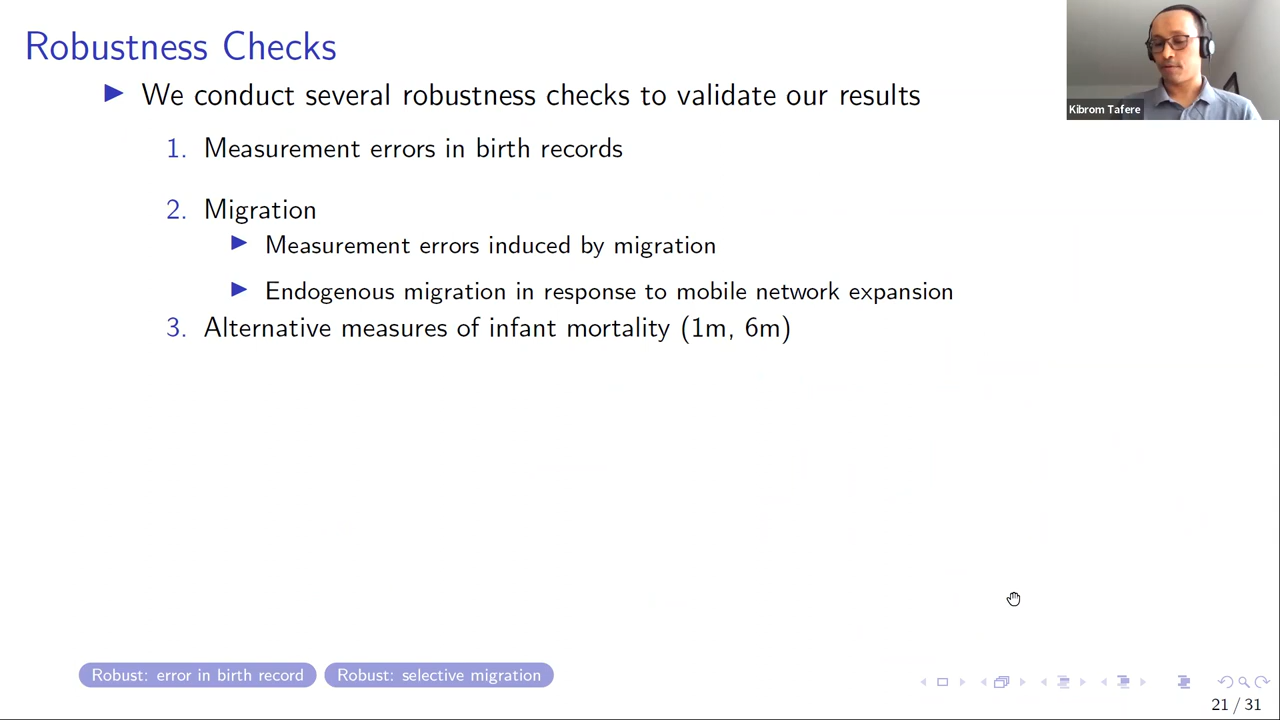 Robustness Checks
We conduct several robustness checks to validate our results
1. Measurement errors in birth records
2. Migration
Measurement errors induced by migration
Endogenous migration in response to mobile network expansion
3. Alternative measures of infant mortality (1m, 6m)
Kibrom Tafere
Robust: error in birth record
Robust: selective migration
21 / 31